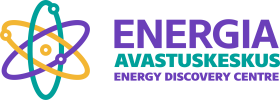 ENERGIA
AVASTUSKESKUS
ENERGY DISCOVERY CENTRE